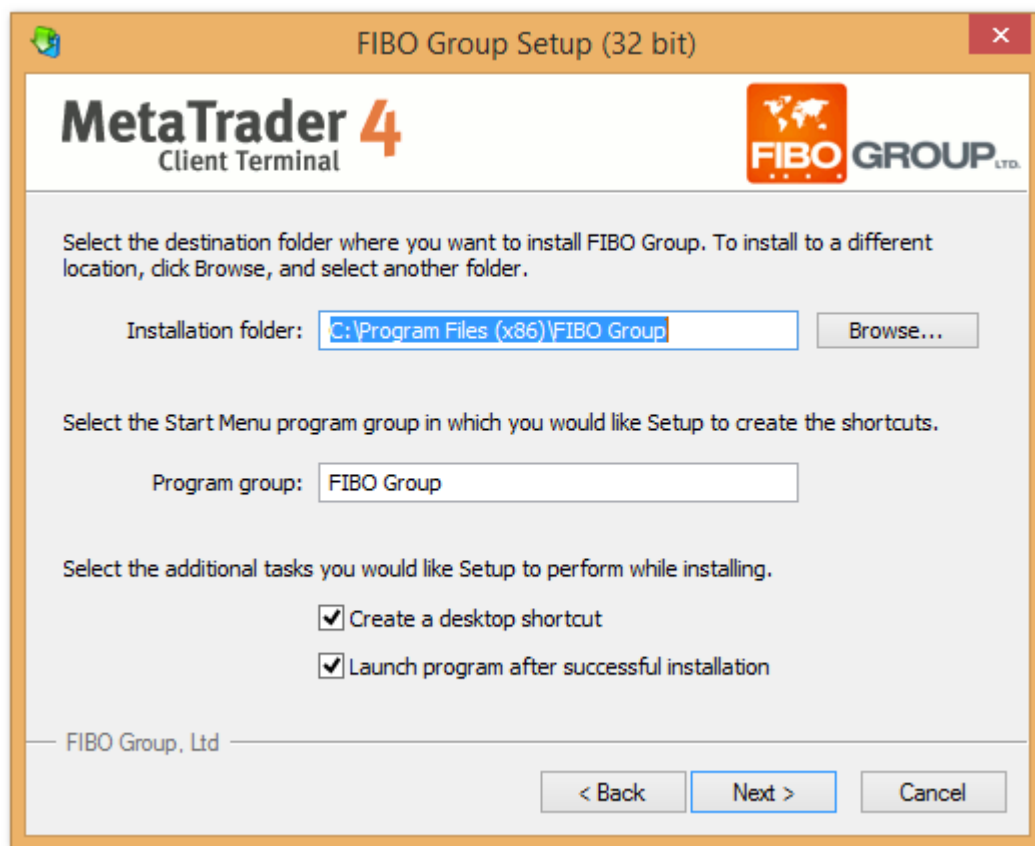 FIBO Group Setup (32 bit)
MetaTrader 4
Client Terminal
FIBO GROUP LTD.
Select the destination folder where you want to install FIBO Group. To install to a different
location, click Browse, and select another folder.
Installation folder: C:\Program Files (x86)\FIBO Group Browse...
Select the Start Menu program group in which you would like Setup to create the shortcuts.
Program group: FIBO Group
Select the additional tasks you would like Setup to perform while installing.
Create a desktop shortcut
Launch program after successful installation
FIBO Group, Ltd
< Back Next > Cancel